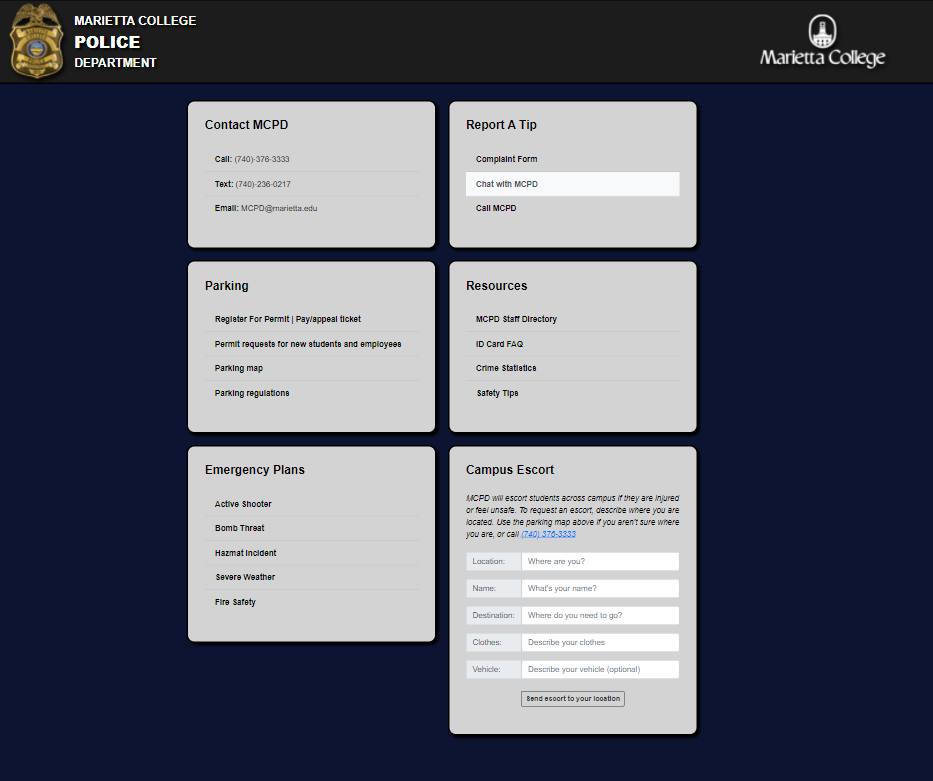 MARIETTA COLLEGE
POLICE
DEPARTMENT
Marietta College
Contact MCPD
Call: (740)-376-3333
Text: (740)-236-0217
Email: MCPD@marietta.edu
Report A Tip
Complaint Form
Chat with MCPD
Call MCPD
Parking
Register For Permit | Pay/appeal ticket
Permit requests for new students and employees
Parking map
Parking regulations
Resources
MCPD Staff Directory
ID Card FAQ
Crime Statistics
Safety Tips
Emergency Plans
Active Shooter
Bomb Threat
Hazmat Incident
Severe Weather
Fire Safety
Campus Escort
MCPD will escort students across campus if they are injured
or feel unsafe. To request an escort, describe where you are
located. Use the parking map above if you aren't sure where
you are, or call (740) 376-3333
Location: Where are you?
Name: What's your name?
Destination: Where do you need to go?
Clothes: Describe your clothes
Vehicle: Describe your vehicle (optional)
Send escort to your location